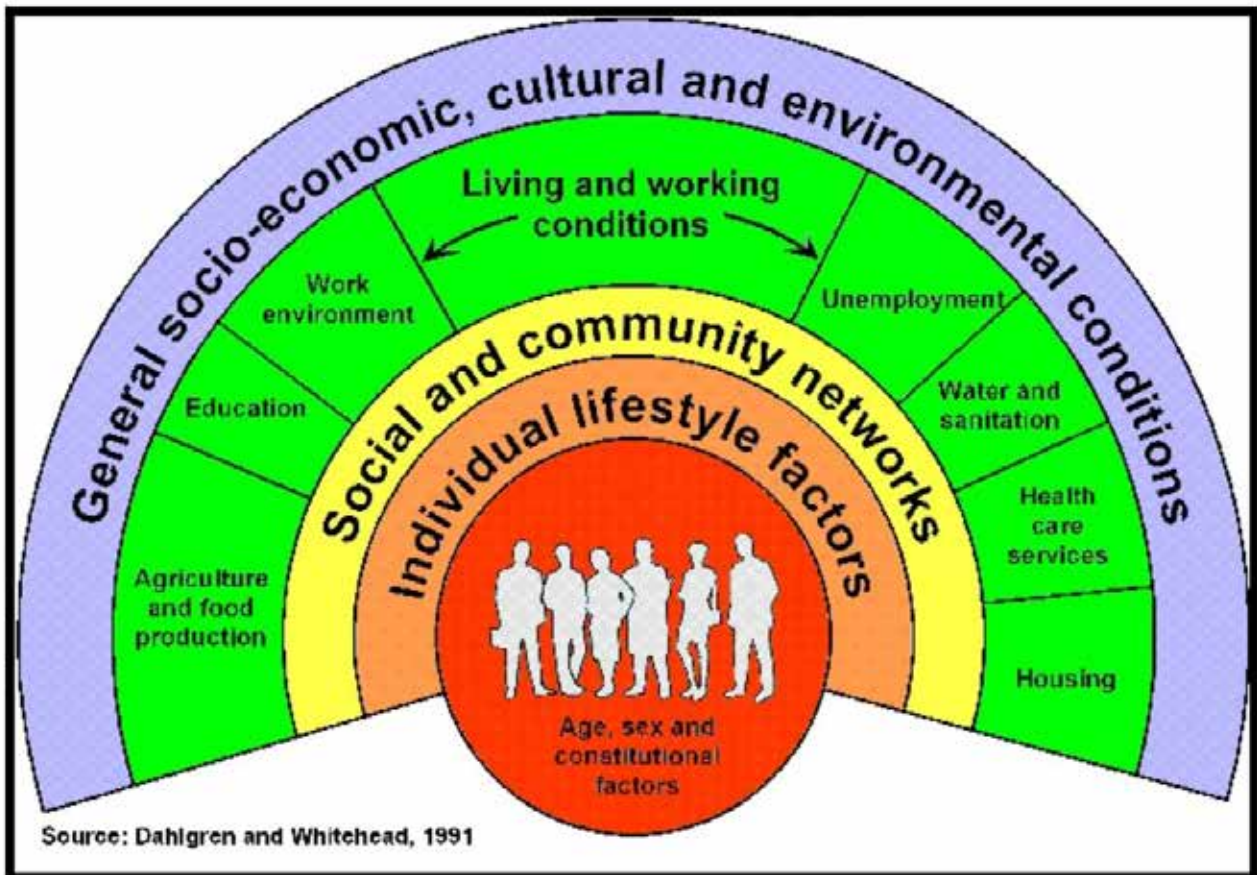 General socio-economic, cultural and environmental conditions
Living and working
conditions
Work
environment
Unemployment
Education
Water and
sanitation
Agriculture
and food
production
Health
care
services
Housing
Social and community networks
Individual lifestyle factors
Age, sex and
constitutional
factors
Source: Dahlgren and Whitehead, 1991